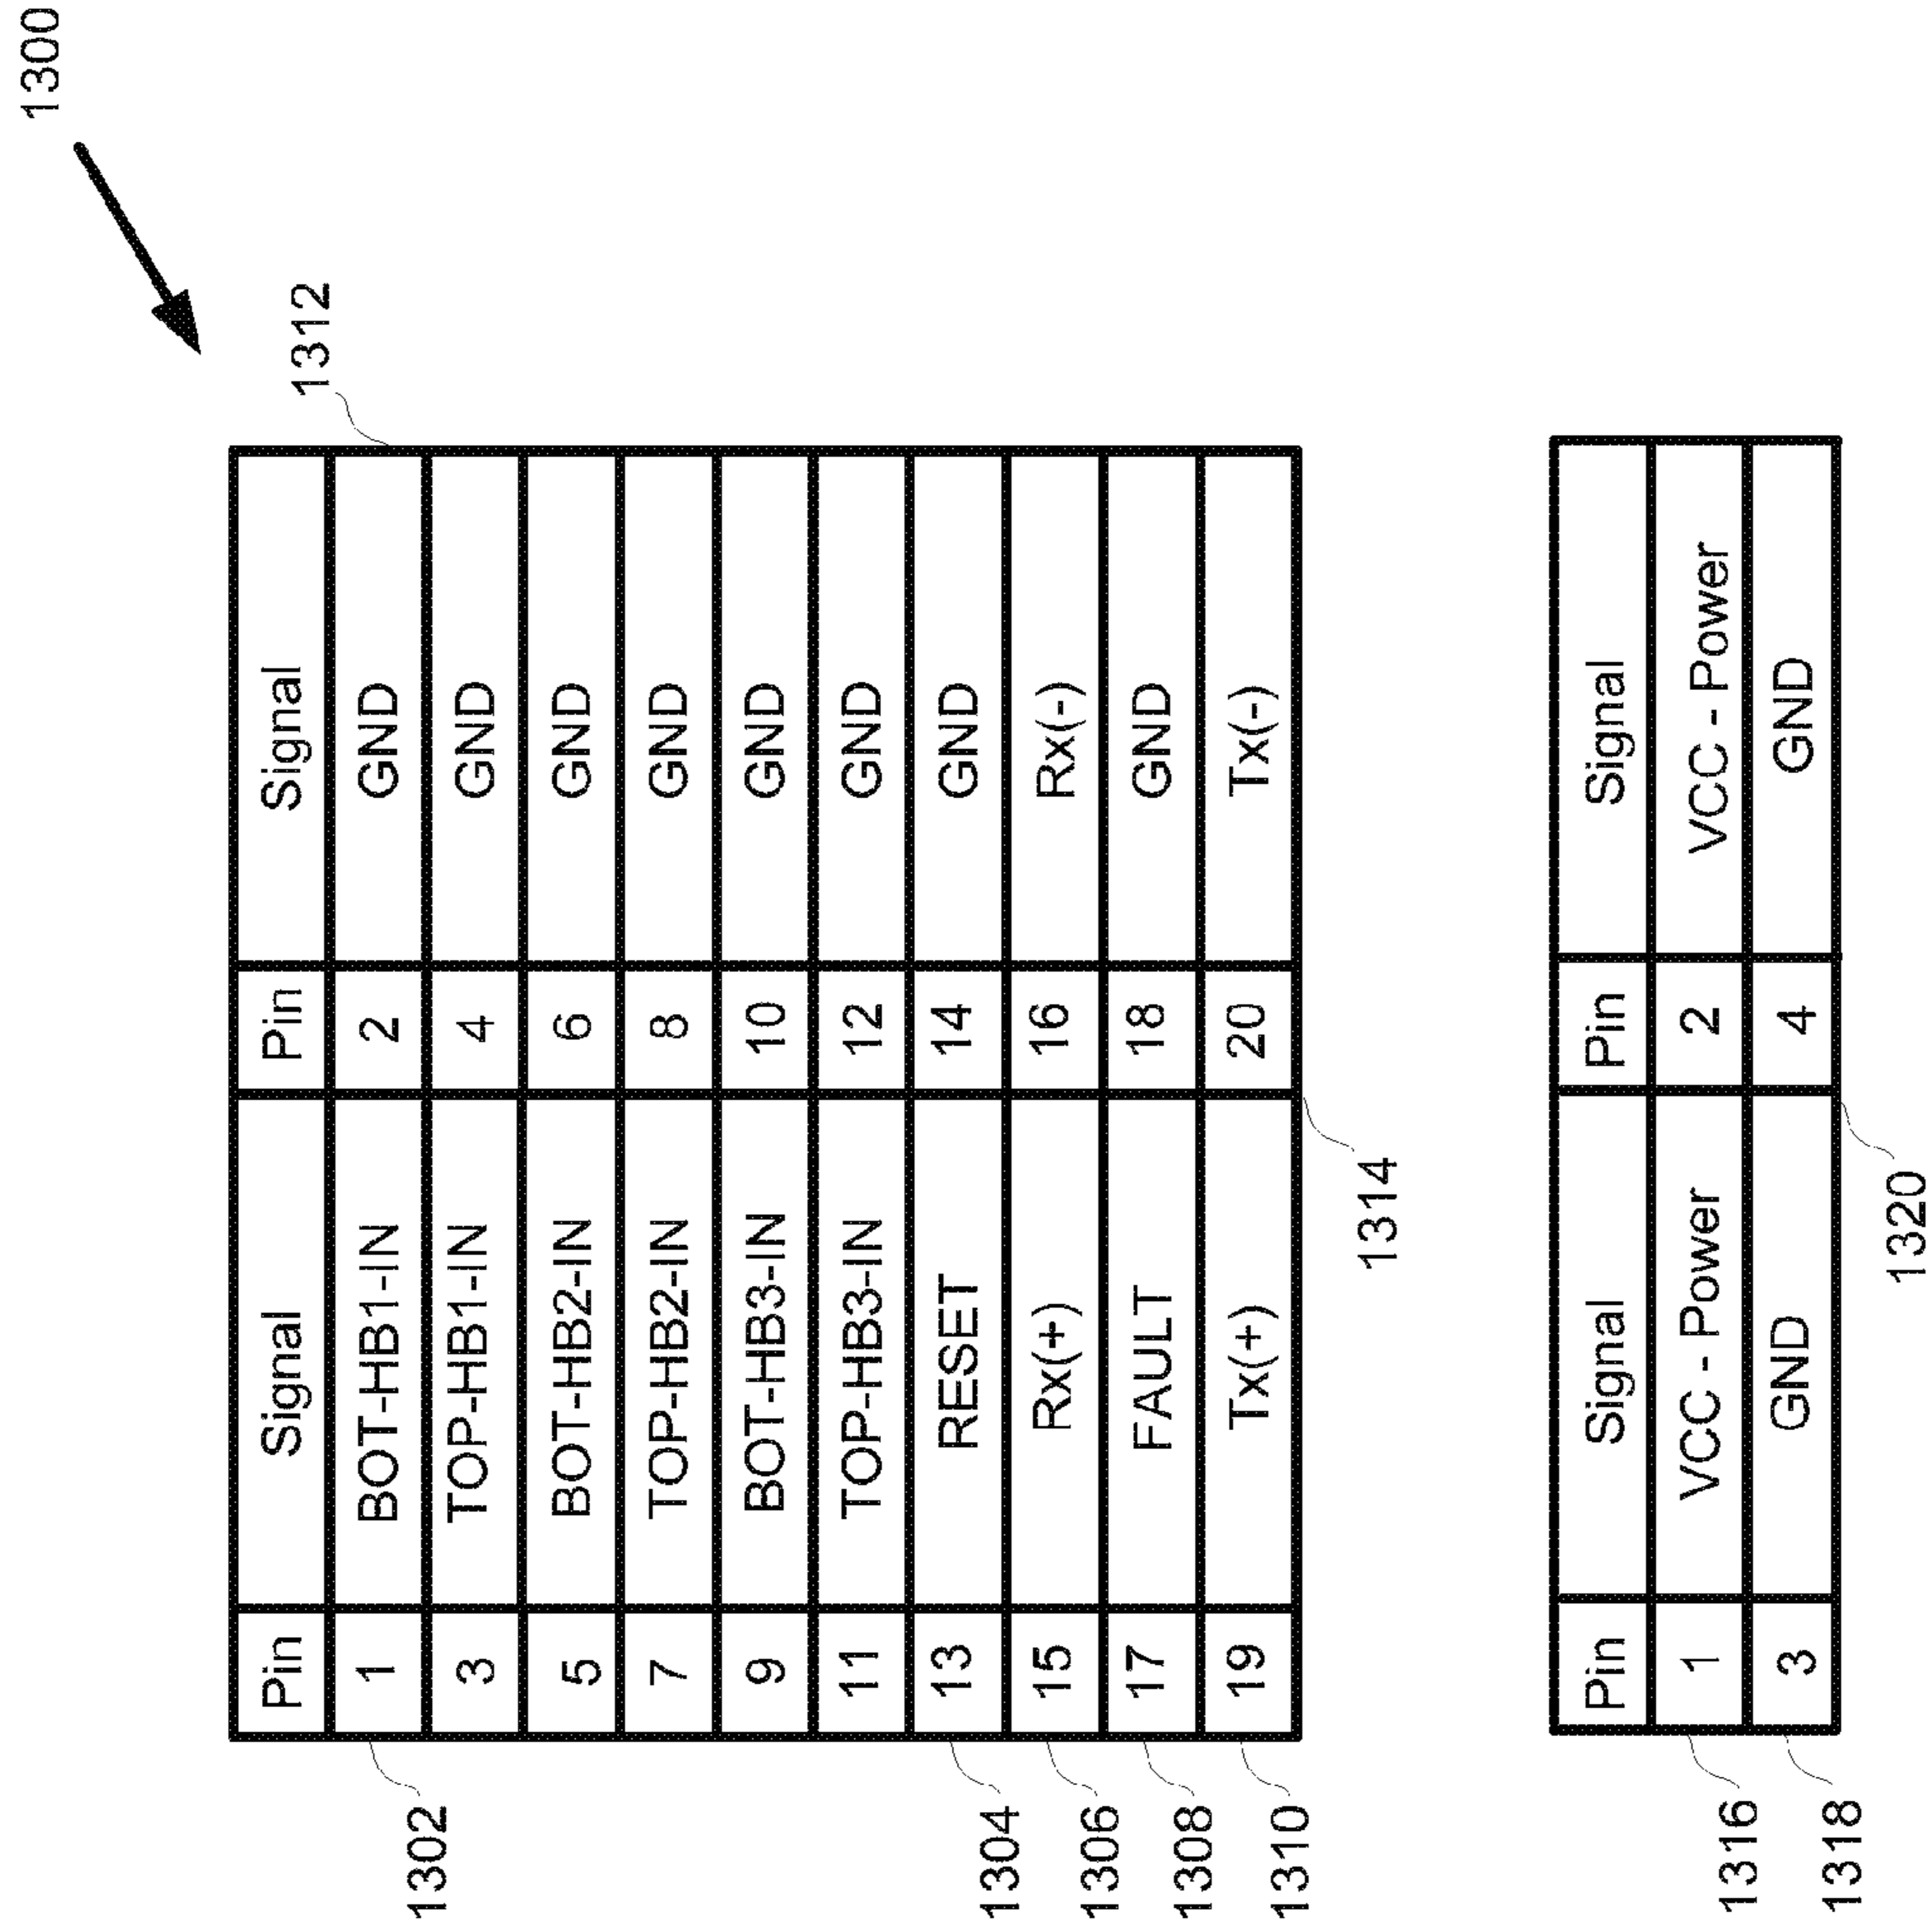 1300
1312
Pin Signal Pin Signal
1302 1 BOT-HB1-IN 2 GND
3 TOP-HB1-IN 4 GND
5 BOT-HB2-IN 6 GND
7 TOP-HB2-IN 8 GND
9 BOT-HB3-IN 10 GND
11 TOP-HB3-IN 12 GND
1304 13 RESET 14 GND
1306 15 Rx(+) 16 Rx(-)
1308 17 FAULT 18 GND
1310 19 Tx(+) 20 Tx(-)
1314
Pin Signal Pin Signal
1316 1 VCC - Power 2 VCC - Power
1318 3 GND 4 GND
1320